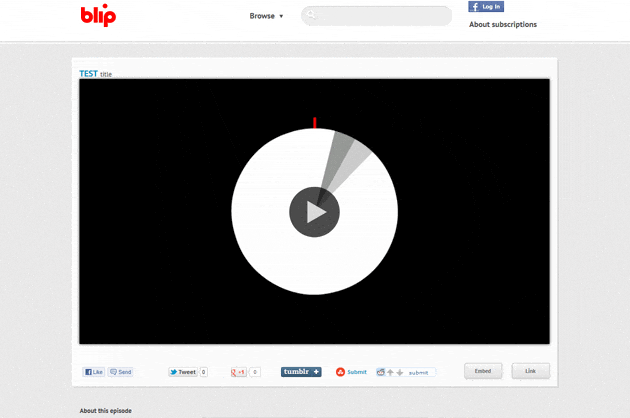 blip
Browse ▼
Log In
About subscriptions
TEST title
Like
Send
Tweet 0
+1 0
tumblr +
Submit
submit
Embed
Link
About this episode